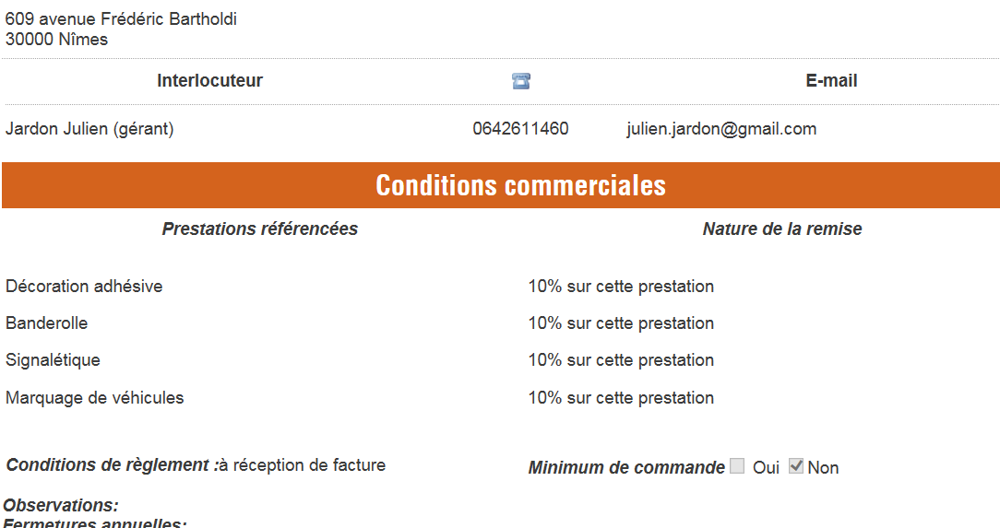 609 avenue Frédéric Bartholdi
30000 Nîmes
Interlocuteur E-mail
Jardon Julien (gérant) 0642611460 julien.jardon@gmail.com
Conditions commerciales
Prestations référencées Nature de la remise
Décoration adhésive 10% sur cette prestation
Banderolle 10% sur cette prestation
Signalétique 10% sur cette prestation
Marquage de véhicules 10% sur cette prestation
Conditions de règlement :à réception de facture Minimum de commande Oui Non
Observations:
Fermetures annuelles: